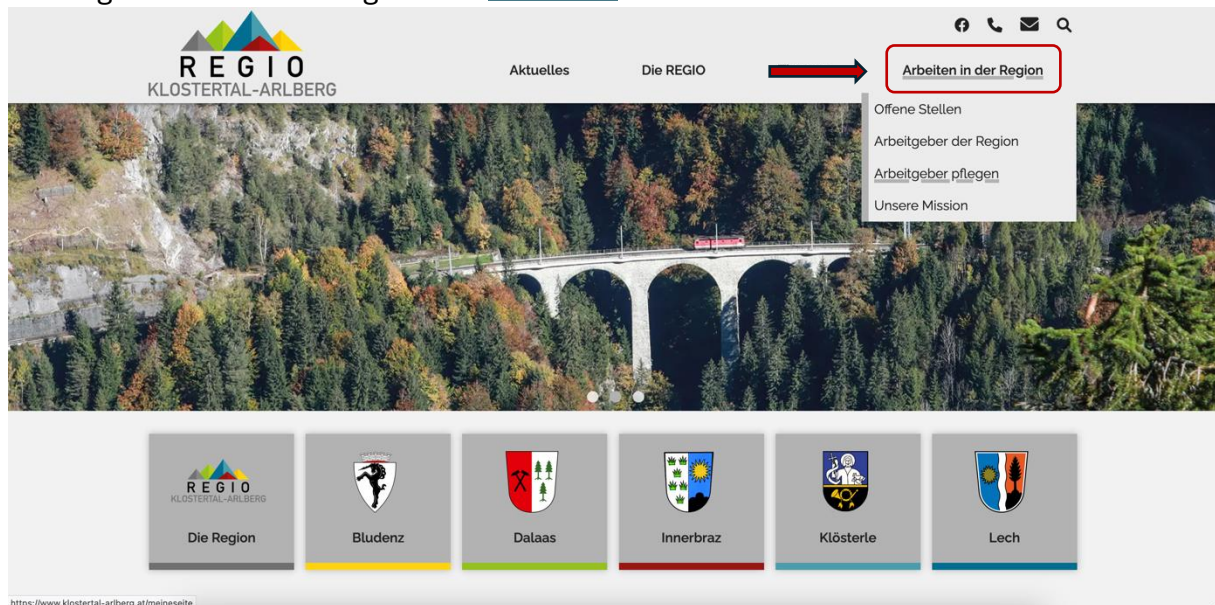 REGIO
KLOSTERTAL-ARLBERG
Aktuelles
Die REGIO
Arbeiten in der Region
Offene Stellen
Arbeitgeber der Region
Arbeitgeber pflegen
Unsere Mission
REGIO
KLOSTERTAL-ARLBERG
Die Region
Bludenz
Dalaas
Innerbraz
Klösterle
Lech
https://www.klostertal-arlberg.at/meineseite